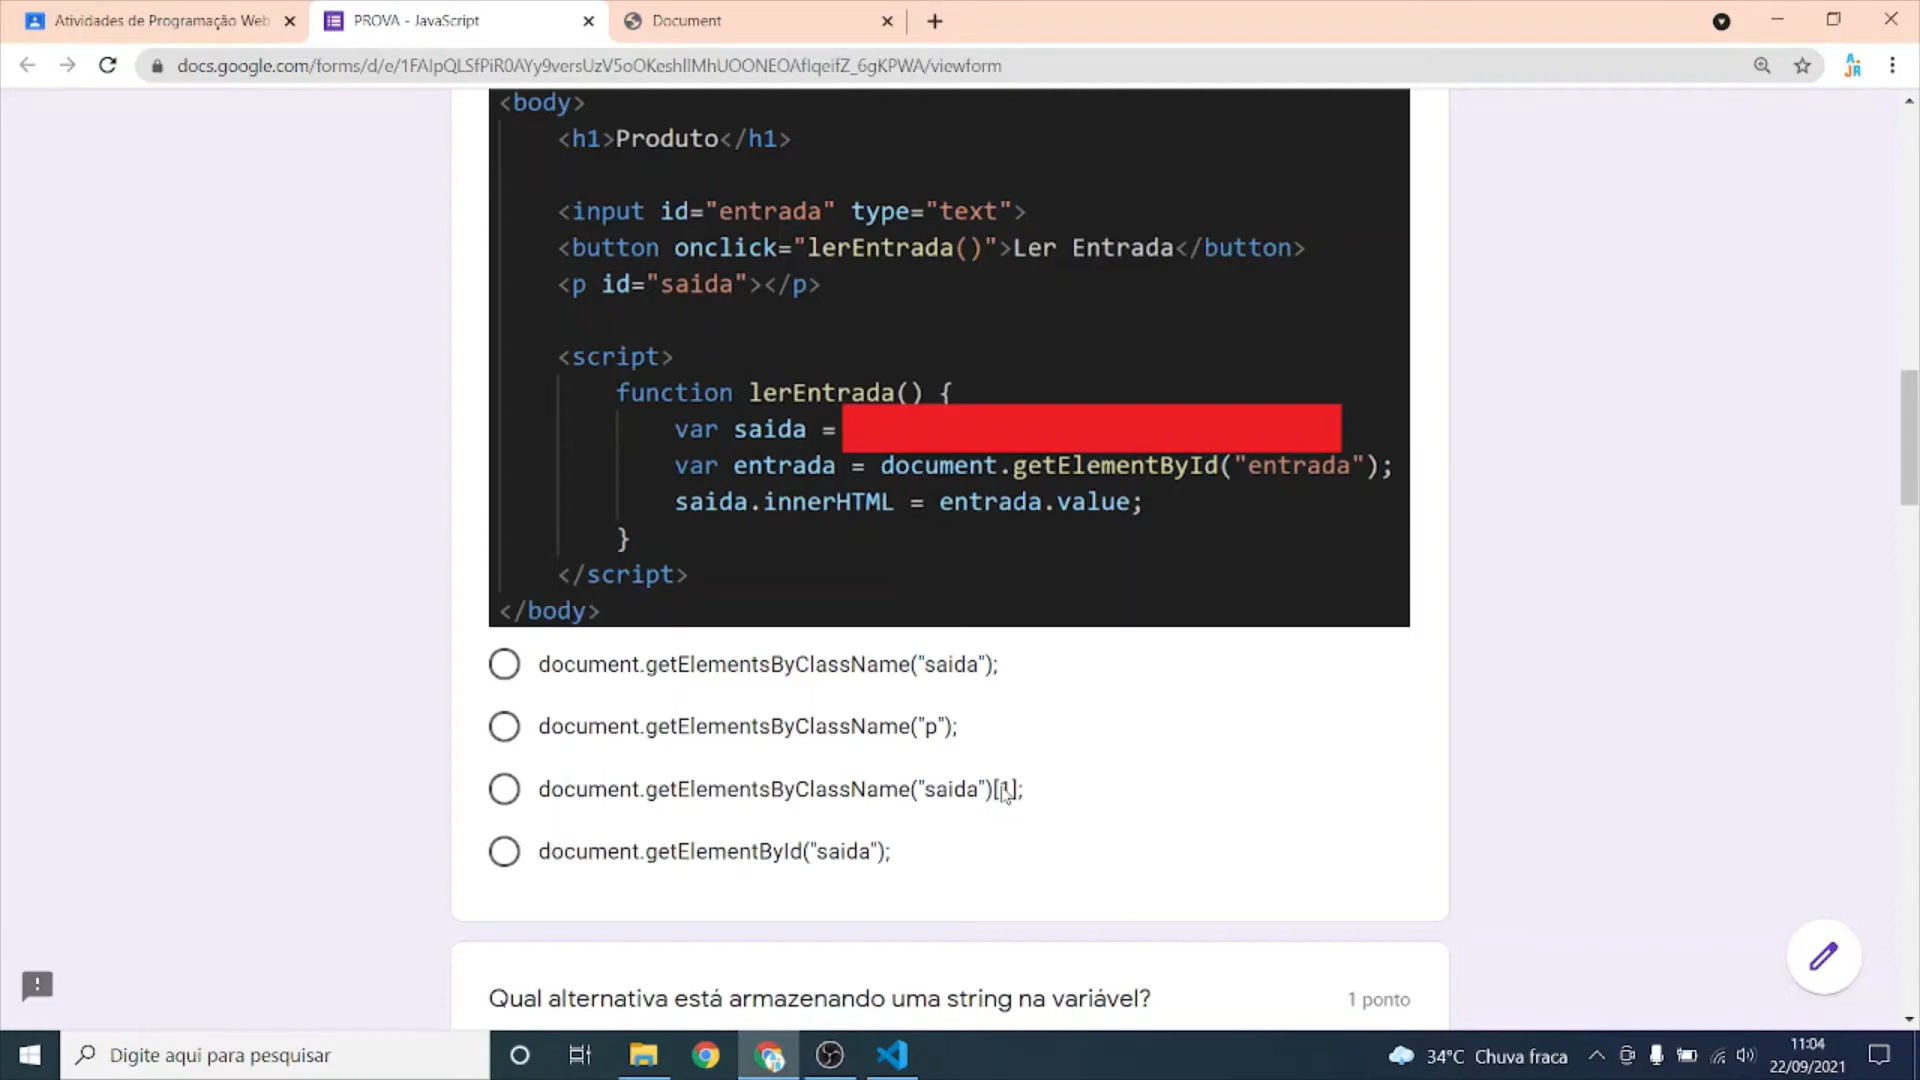 Atividades de Programação Web
PROVA - JavaScript
Document
docs.google.com/forms/d/e/1FAIpQLSfPiR0AYy9versUzV5oOKeshIlMhUOONEOAfIqeifZ_6gKPWA/viewform
<body>
<h1>Produto</h1>
<input id="entrada" type="text">
<button onclick="lerEntrada()">Ler Entrada</button>
<p id="saida"></p>
<script>
function lerEntrada() {
var saida =
var entrada = document.getElementById("entrada");
saida.innerHTML = entrada.value;
}
</script>
</body>
document.getElementsByClassName("saida");
document.getElementsByClassName("p");
document.getElementsByClassName("saida")[1];
document.getElementById("saida");
Qual alternativa está armazenando uma string na variável?
1 ponto
Digite aqui para pesquisar
34°C Chuva fraca
11:04
22/09/2021